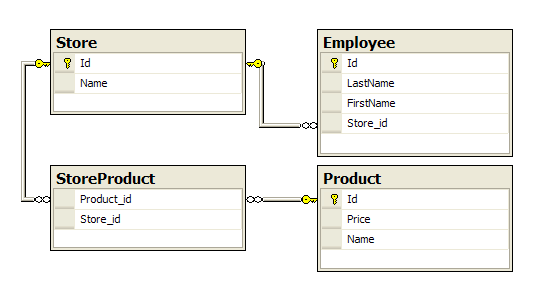 Store
Id
Name
Employee
Id
LastName
FirstName
Store_id
StoreProduct
Product_id
Store_id
Product
Id
Price
Name